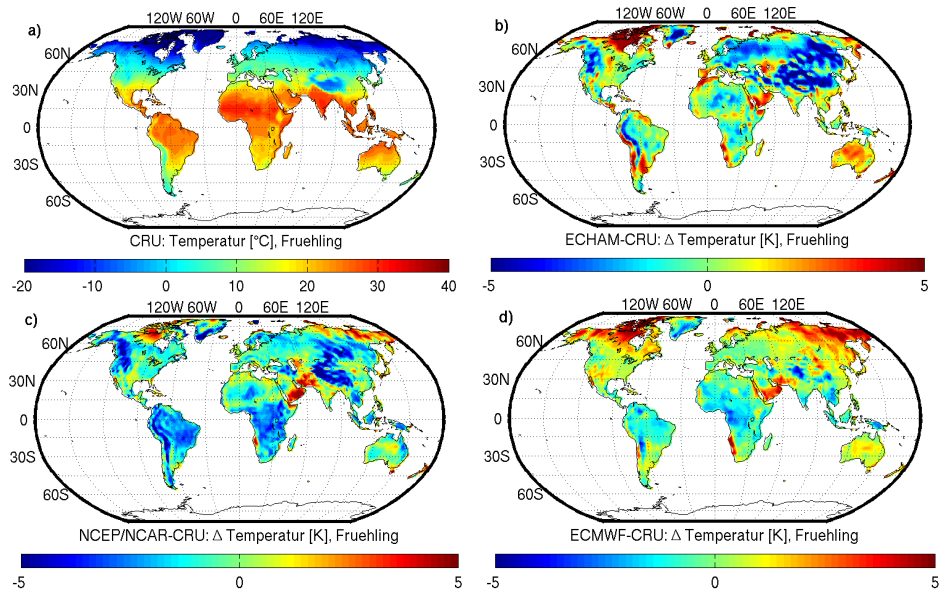 120W 60W 0 60E 120E
a)
60N
30N
0
30S
60S
CRU: Temperatur [°C], Fruehling
-20 -10 0 10 20 30 40
120W 60W 0 60E 120E
b)
60N
30N
0
30S
60S
ECHAM-CRU: Δ Temperatur [K], Fruehling
-5 0 5
120W 60W 0 60E 120E
c)
60N
30N
0
30S
60S
NCEP/NCAR-CRU: Δ Temperatur [K], Fruehling
-5 0 5
120W 60W 0 60E 120E
d)
60N
30N
0
30S
60S
ECMWF-CRU: Δ Temperatur [K], Fruehling
-5 0 5